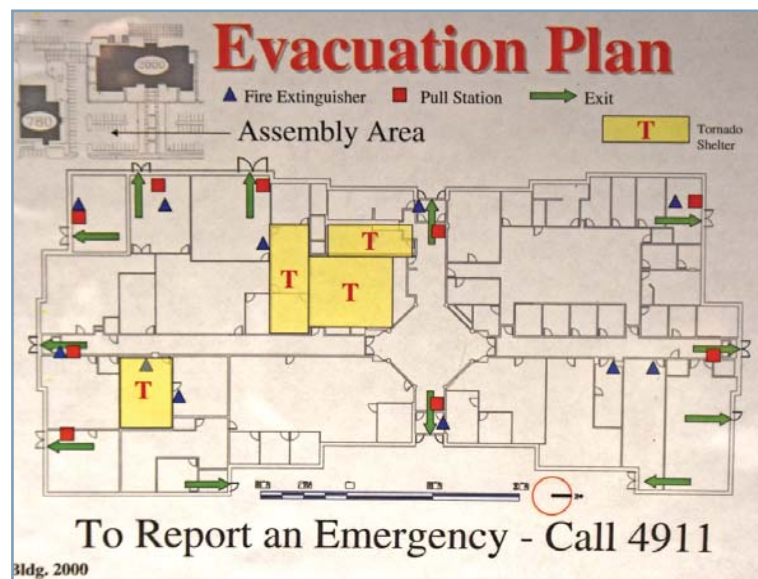 2000
780
Evacuation Plan
Fire Extinguisher
Pull Station
Exit
Assembly Area
T
Tornado
Shelter
T
T
T
T
To Report an Emergency - Call 4911
Bldg. 2000